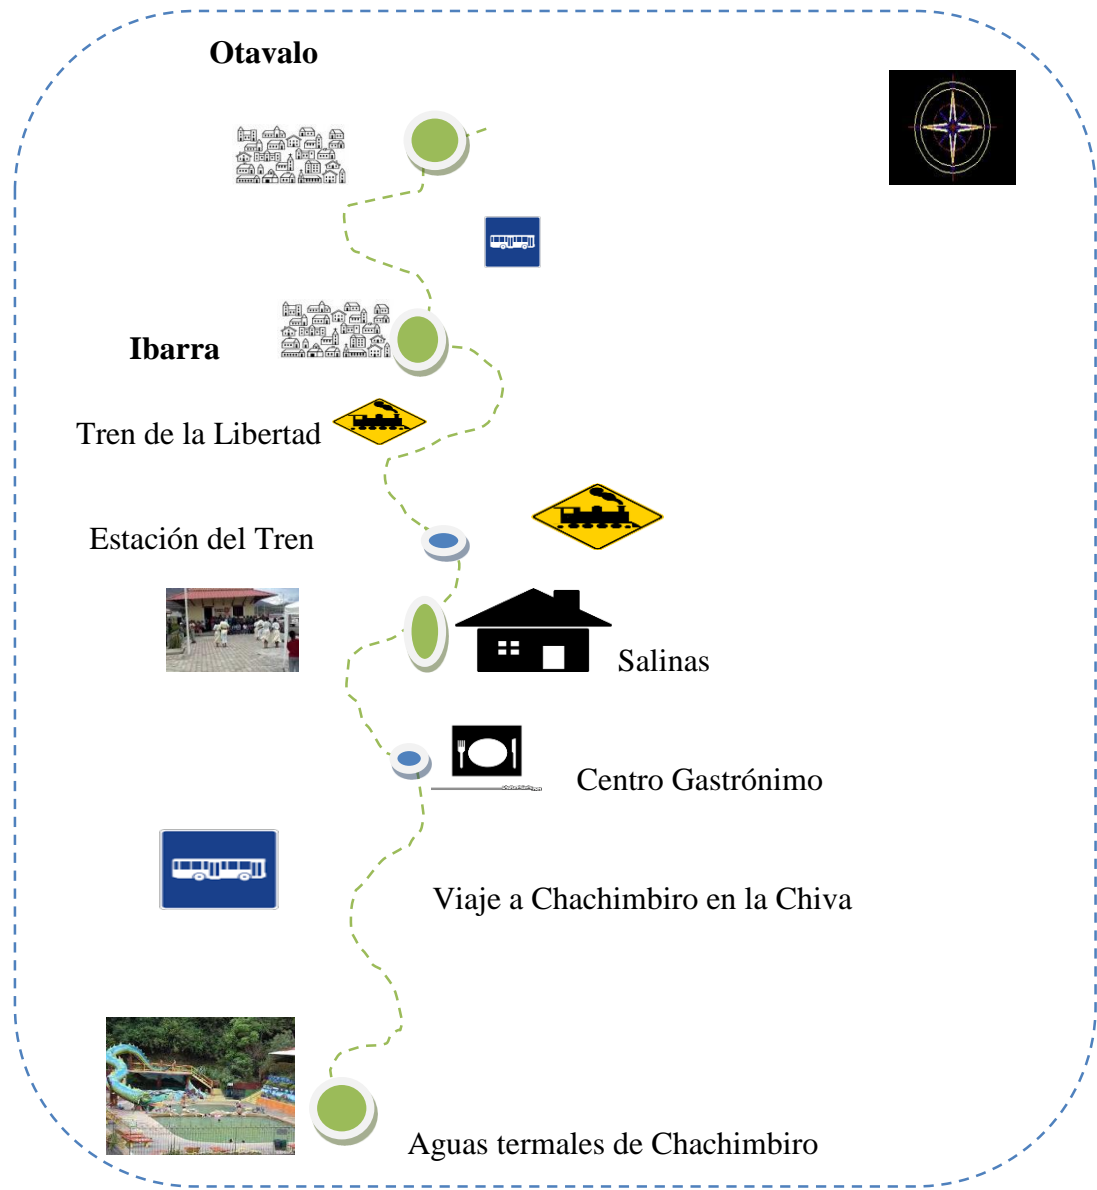 Otavalo
Ibarra
Tren de la Libertad
Estación del Tren
Salinas
Centro Gastrónimo
Viaje a Chachimbiro en la Chiva
Aguas termales de Chachimbiro